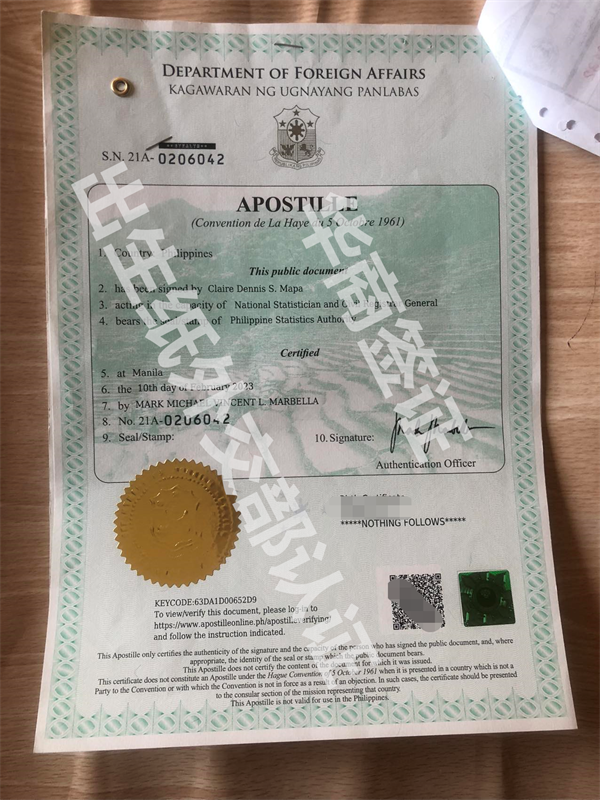 DEPARTMENT OF FOREIGN AFFAIRS
KAGAWARAN NG UGNAYANG PANLABAS
S.N. 21A-0206042
APOSTILLE
(Convention de La Haye du 5 Octobre 1961)
1. Country: Philippines
This public document
2. has been signed by Claire Dennis S. Mapa
3. acting in the capacity of National Statistician and Civil Registrar General
4. bears the seal/stamp of Philippine Statistics Authority
Certified
5. at Manila
6. the 10th day of February 2023
7. by MARK MICHAEL VINCENT L. MARBELLA
8. No. 21A-0206042
9. Seal/Stamp:
10. Signature:
Authentication Officer
*****NOTHING FOLLOWS*****
KEYCODE:63DA1D00652D9
To view/verify this document, please log-in to
https://www.apostilleonline.ph/apostilleverifying/
and follow the instruction indicated.
This Apostille only certifies the authenticity of the signature and the capacity of the person who has signed the public document, and, where
appropriate, the identity of the seal or stamp which the public document bears.
This Apostille does not certify the content of the document for which it was issued.
This certificate does not constitute an Apostille under the Hague Convention of 5 October 1961 when it is presented in a country which is not a
Party to the Convention or with which the Convention is not in force as a result of an objection. In such cases, the certificate should be presented
to the consular section of the mission representing that country.
This Apostille is not valid for use in the Philippines.
出生纸外交部认证
华南签证